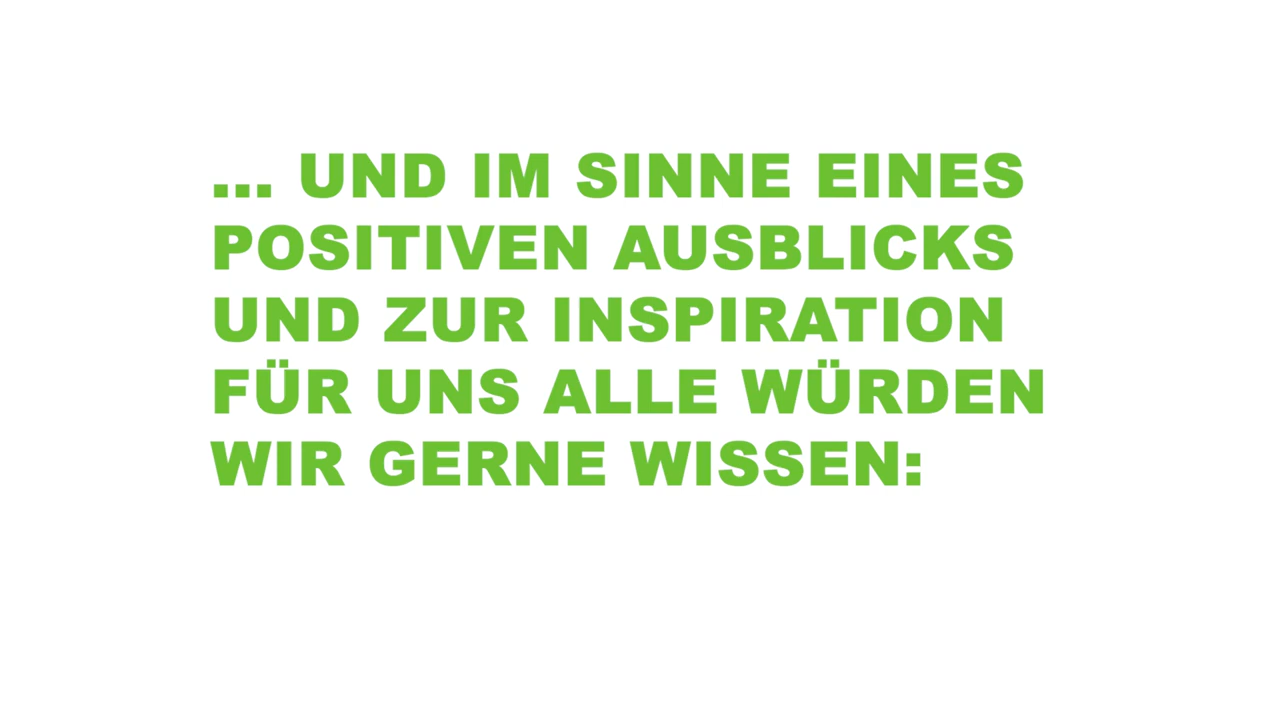 ... UND IM SINNE EINES
POSITIVEN AUSBLICKS
UND ZUR INSPIRATION
FÜR UNS ALLE WÜRDEN
WIR GERNE WISSEN: